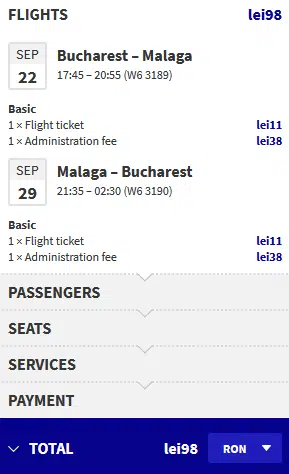 FLIGHTS lei98
SEP
22
Bucharest – Malaga
17:45 – 20:55 (W6 3189)
Basic
1 × Flight ticket lei11
1 × Administration fee lei38
SEP
29
Malaga – Bucharest
21:35 – 02:30 (W6 3190)
Basic
1 × Flight ticket lei11
1 × Administration fee lei38
PASSENGERS
SEATS
SERVICES
PAYMENT
TOTAL lei98 RON